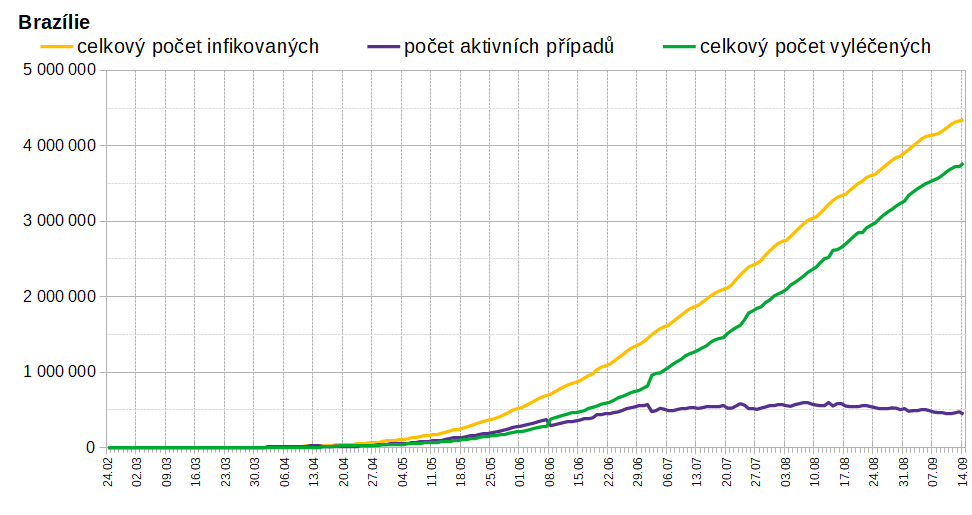 Brazílie
celkový počet infikovaných počet aktivních případů celkový počet vyléčených
5 000 000
4 000 000
3 000 000
2 000 000
1 000 000
0
24.02 02.03 09.03 16.03 23.03 30.03 06.04 13.04 20.04 27.04 04.05 11.05 18.05 25.05 01.06 08.06 15.06 22.06 29.06 06.07 13.07 20.07 27.07 03.08 10.08 17.08 24.08 31.08 07.09 14.09